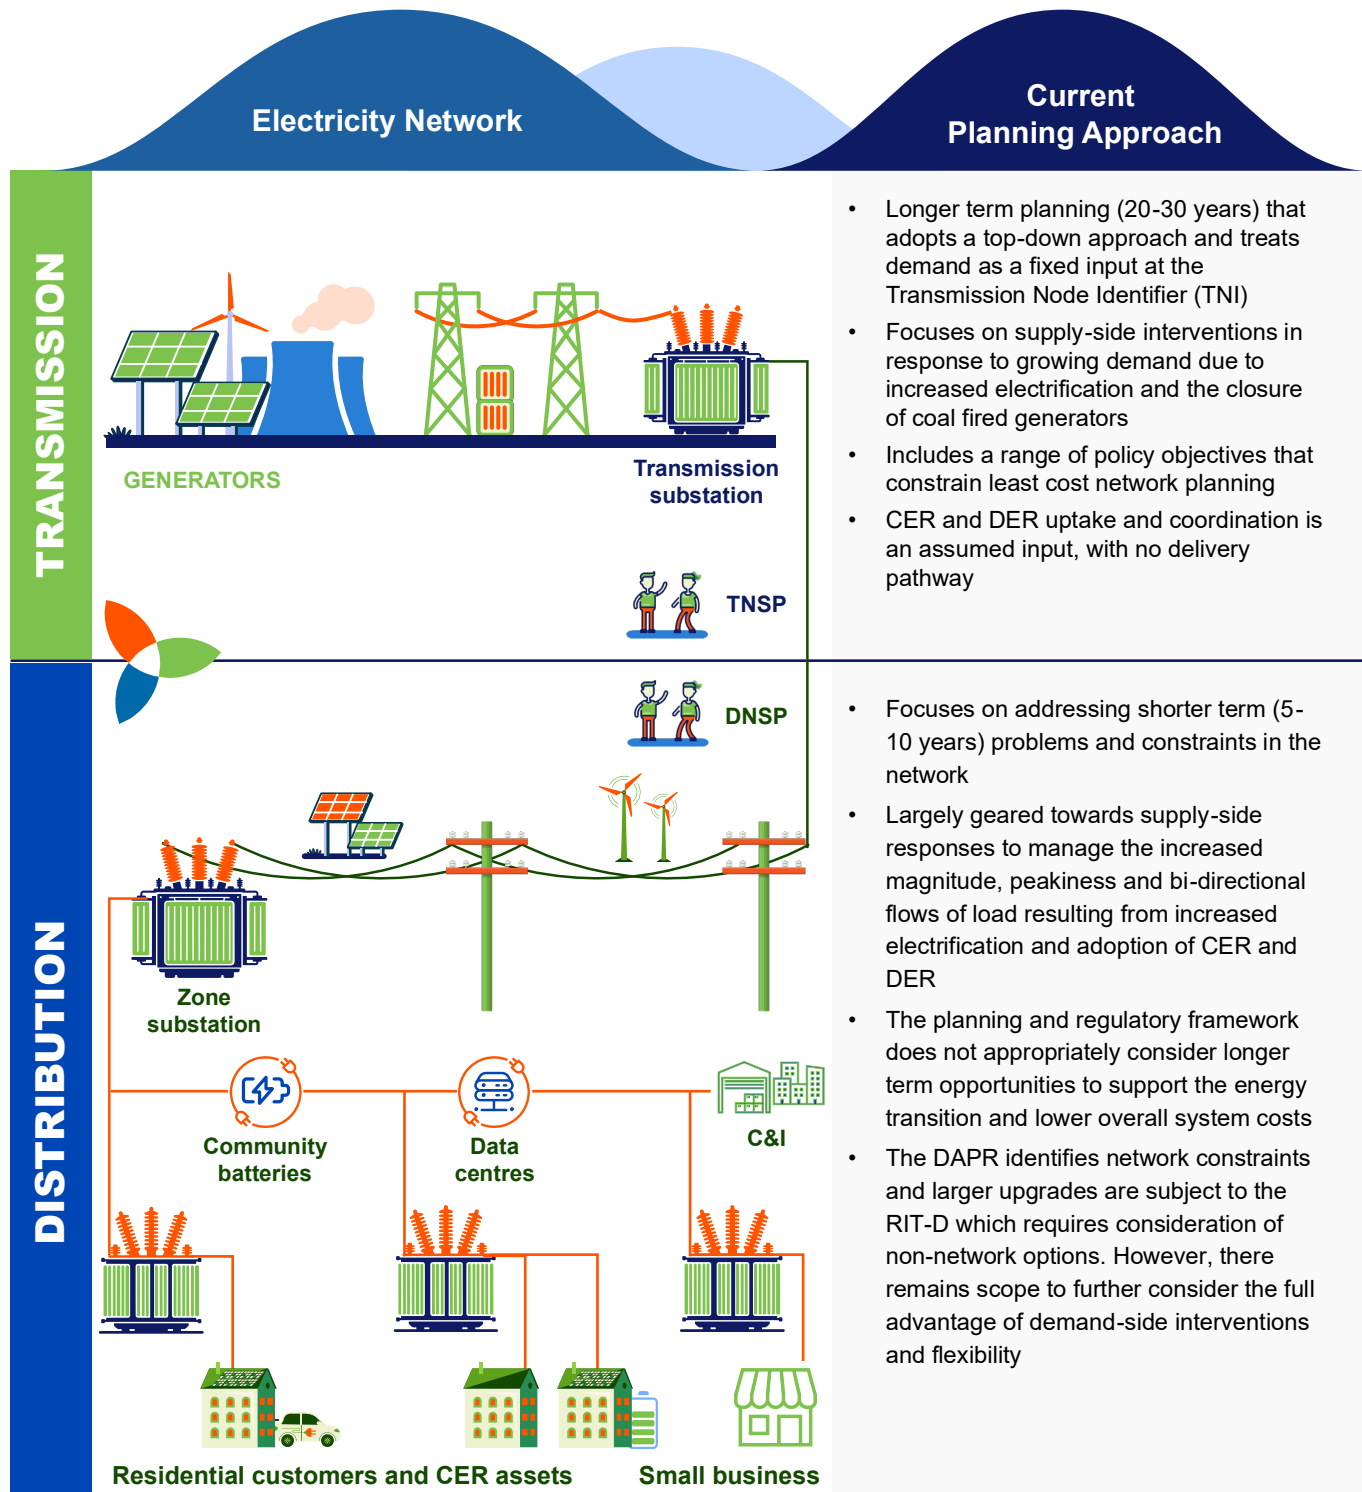 Electricity Network
Current
Planning Approach
TRANSMISSION
GENERATORS
Transmission
substation
TNSP
• Longer term planning (20-30 years) that
adopts a top-down approach and treats
demand as a fixed input at the
Transmission Node Identifier (TNI)
• Focuses on supply-side interventions in
response to growing demand due to
increased electrification and the closure
of coal fired generators
• Includes a range of policy objectives that
constrain least cost network planning
• CER and DER uptake and coordination is
an assumed input, with no delivery
pathway
DISTRIBUTION
DNSP
Zone
substation
Community
batteries
Data
centres
C&I
Residential customers and CER assets
Small business
• Focuses on addressing shorter term (5-
10 years) problems and constraints in the
network
• Largely geared towards supply-side
responses to manage the increased
magnitude, peakiness and bi-directional
flows of load resulting from increased
electrification and adoption of CER and
DER
• The planning and regulatory framework
does not appropriately consider longer
term opportunities to support the energy
transition and lower overall system costs
• The DAPR identifies network constraints
and larger upgrades are subject to the
RIT-D which requires consideration of
non-network options. However, there
remains scope to further consider the full
advantage of demand-side interventions
and flexibility